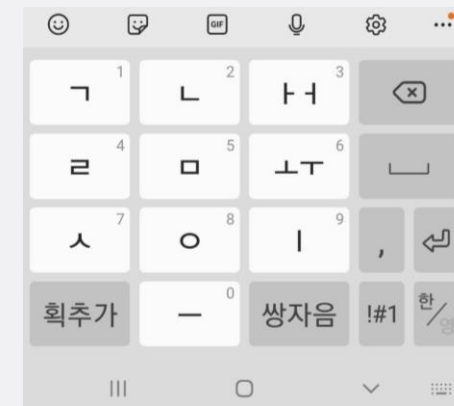 GIF
ㄱ 1 ㄴ 2 ㅏㅓ 3
ㄹ 4 ㅁ 5 ㅗㅜ 6
ㅅ 7 ㅇ 8 ㅣ 9 ,
획추가 ㅡ 0 쌍자음 !#1 한/영